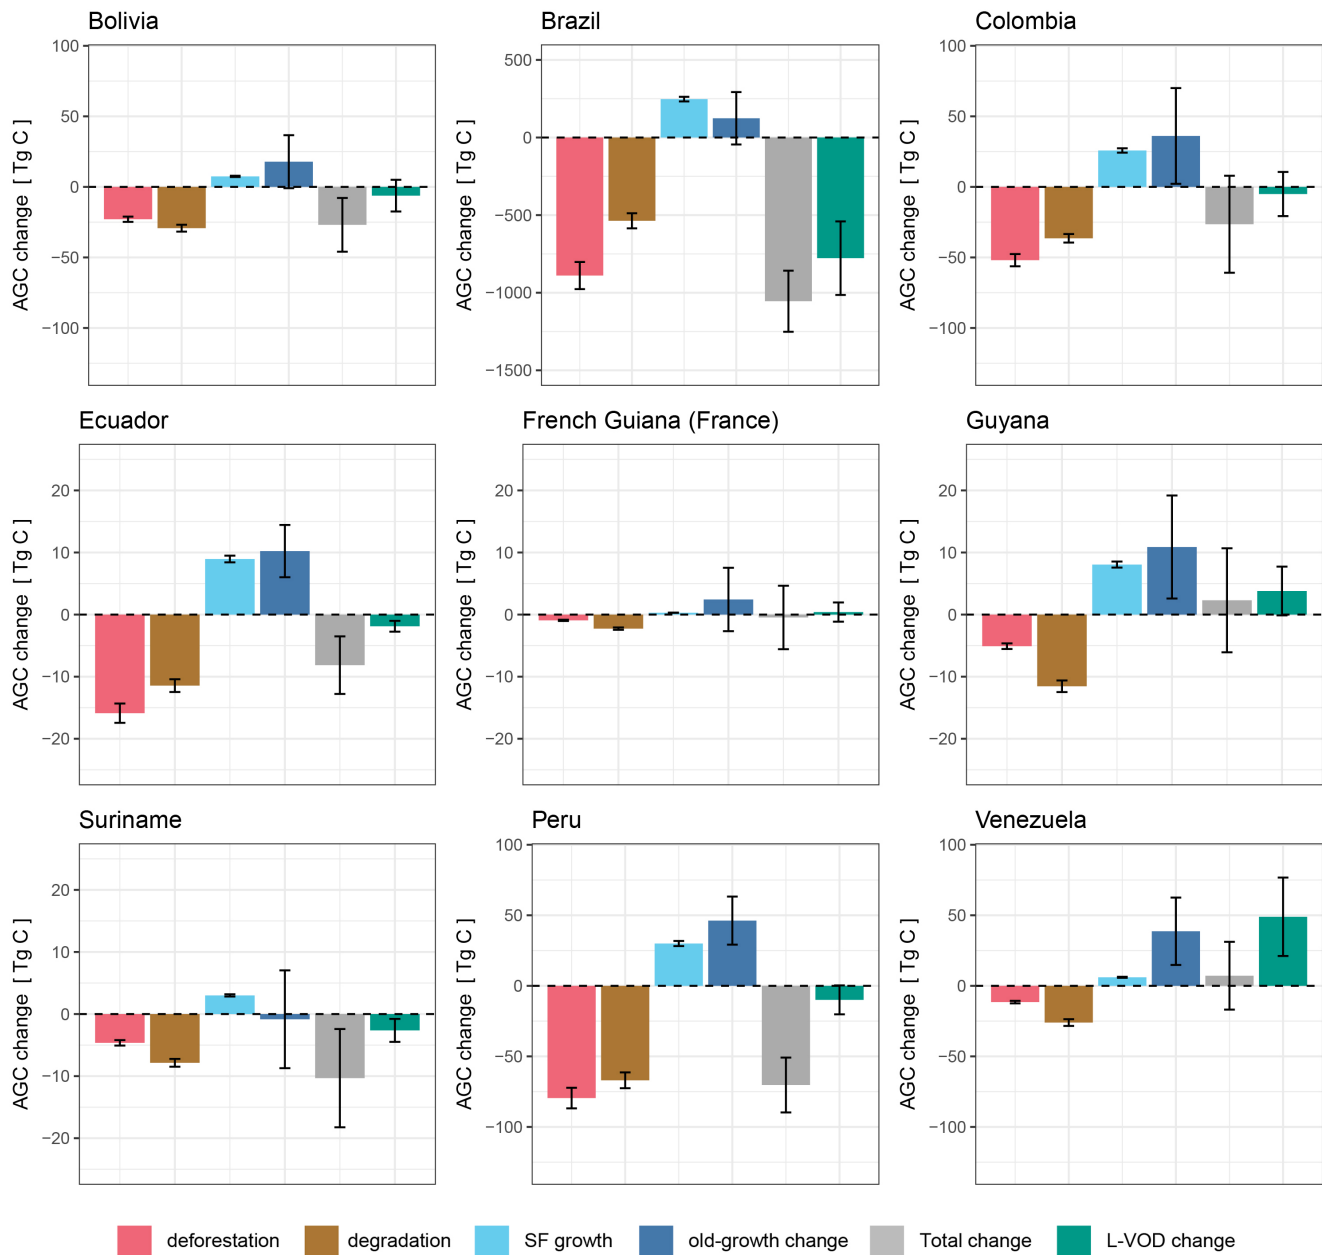 Bolivia
Brazil
Colombia
100
50
0
−50
−100
AGC change [ Tg C ]
500
0
−500
−1000
−1500
AGC change [ Tg C ]
100
50
0
−50
−100
AGC change [ Tg C ]
Ecuador
French Guiana (France)
Guyana
20
10
0
−10
−20
AGC change [ Tg C ]
20
10
0
−10
−20
AGC change [ Tg C ]
20
10
0
−10
−20
AGC change [ Tg C ]
Suriname
Peru
Venezuela
20
10
0
−10
−20
AGC change [ Tg C ]
100
50
0
−50
−100
AGC change [ Tg C ]
100
50
0
−50
−100
AGC change [ Tg C ]
deforestation degradation SF growth old-growth change Total change L-VOD change